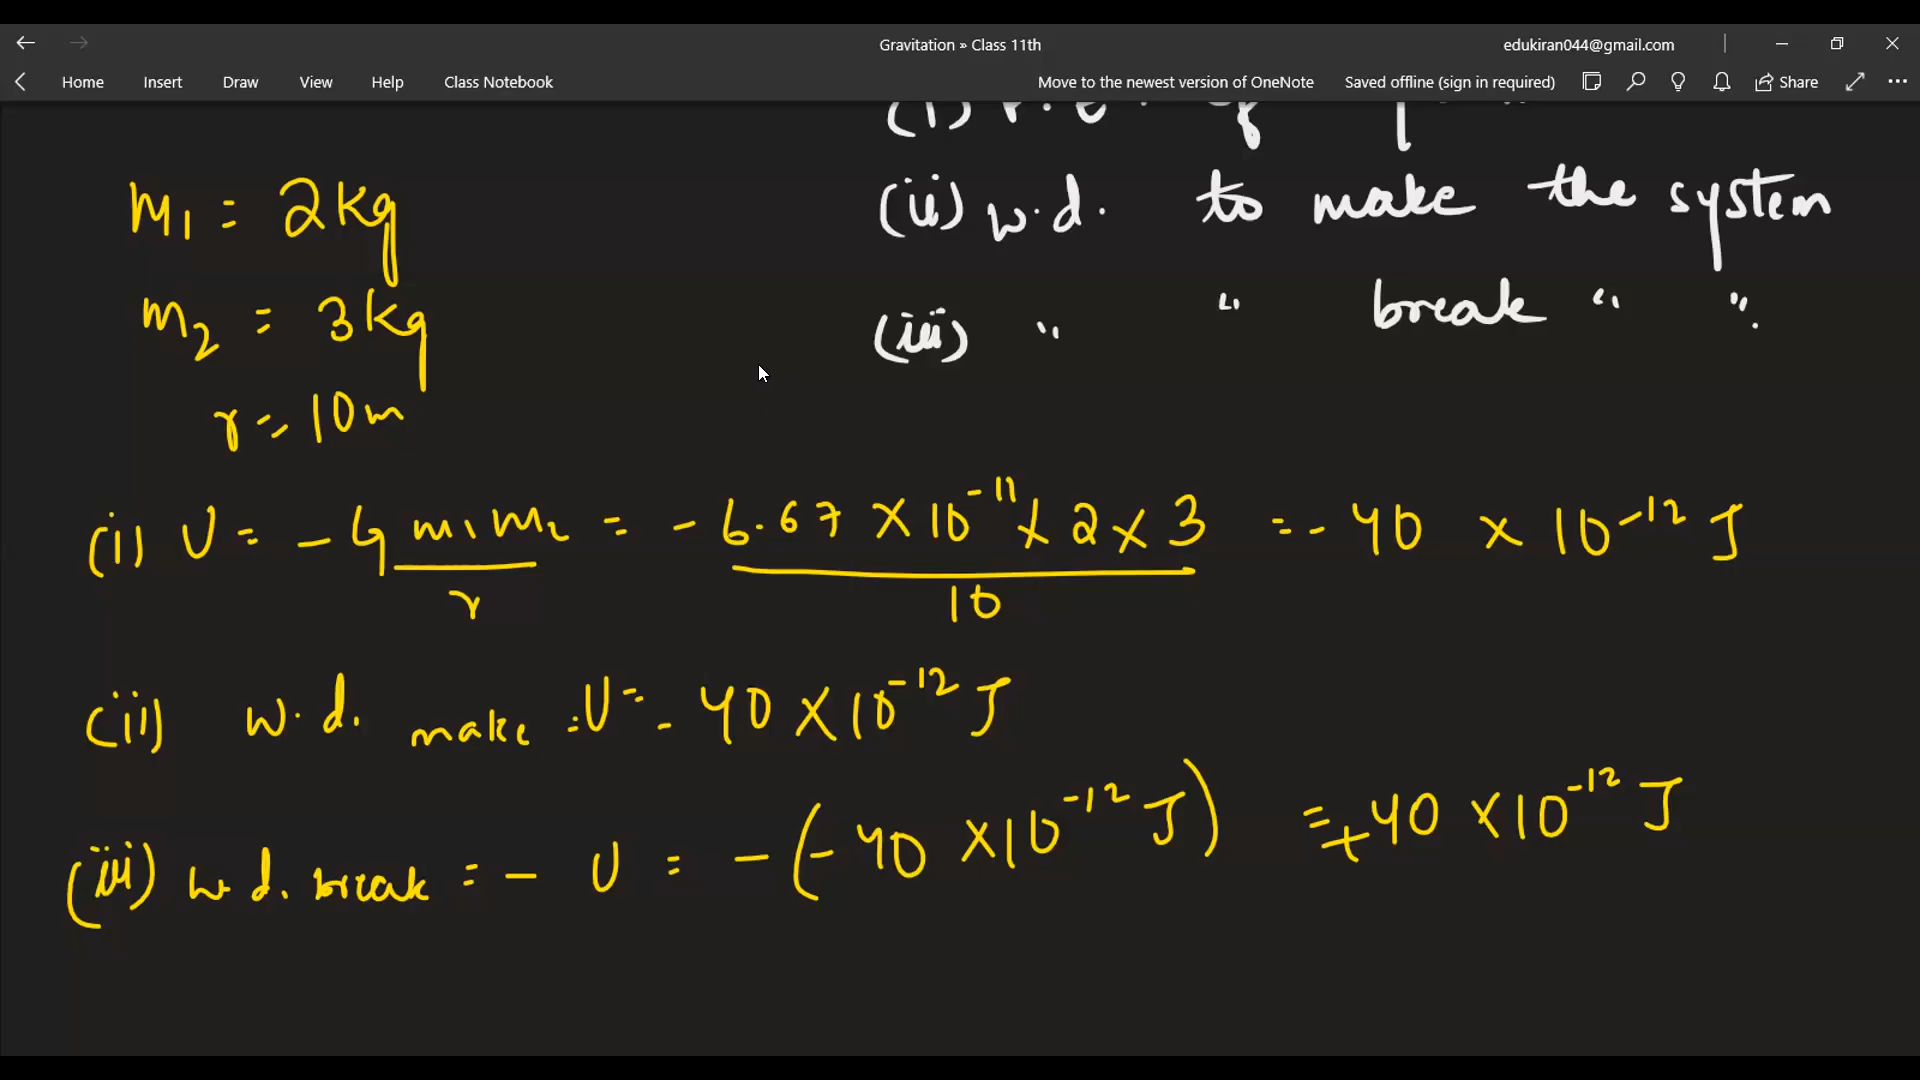 Gravitation » Class 11th
edukiran044@gmail.com
Home Insert Draw View Help Class Notebook
Move to the newest version of OneNote Saved offline (sign in required) Share
(i) P.E. of
(ii) w.d. to make the system
(iii) " " break " ".
m₁ = 2kg
m₂ = 3kg
r = 10m
(i) U = - G m₁m₂ / r = - 6.67 × 10⁻¹¹ × 2 × 3 / 10 = - 40 × 10⁻¹² J
(ii) w.d. make = U = - 40 × 10⁻¹² J
(iii) w.d. break = - U = - (- 40 × 10⁻¹² J) = + 40 × 10⁻¹² J